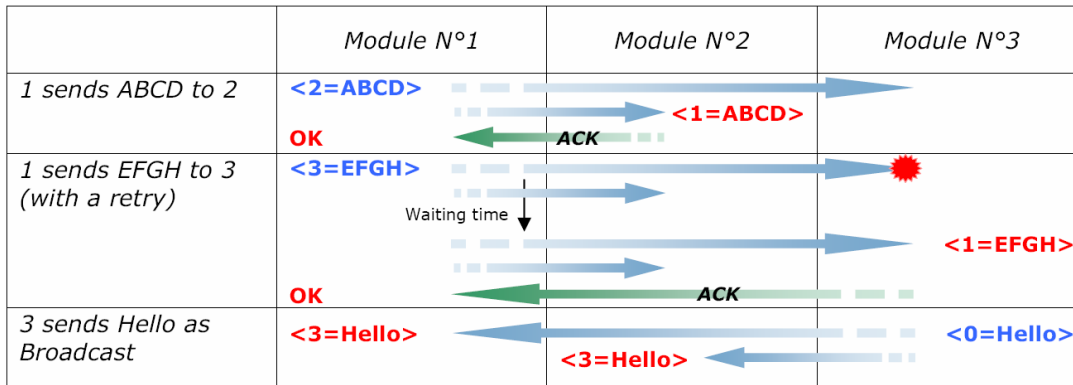 Module N°1
Module N°2
Module N°3
1 sends ABCD to 2
<2=ABCD>
<1=ABCD>
OK
ACK
1 sends EFGH to 3
(with a retry)
<3=EFGH>
Waiting time
<1=EFGH>
OK
ACK
3 sends Hello as
Broadcast
<3=Hello>
<0=Hello>
<3=Hello>